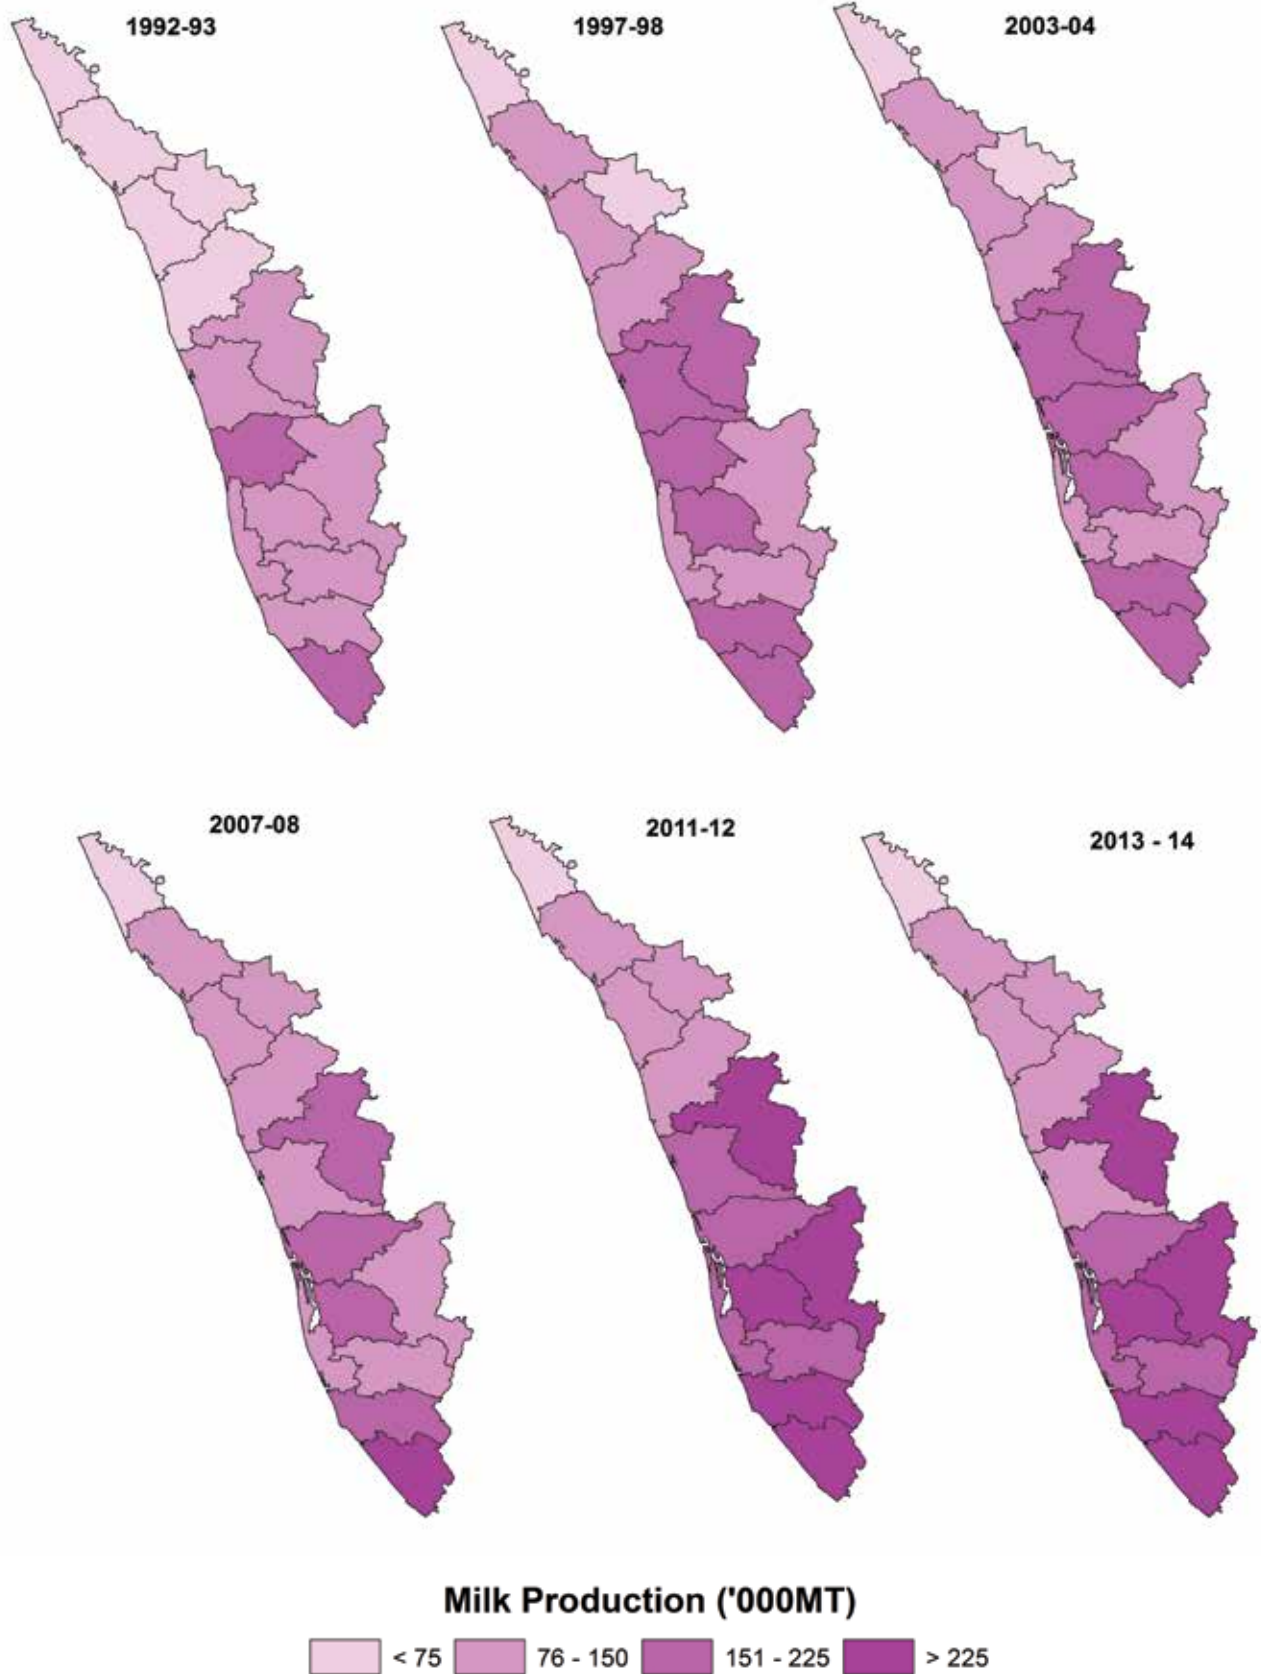 1992-93
1997-98
2003-04
2007-08
2011-12
2013 - 14
Milk Production ('000MT)
< 75
76 - 150
151 - 225
> 225